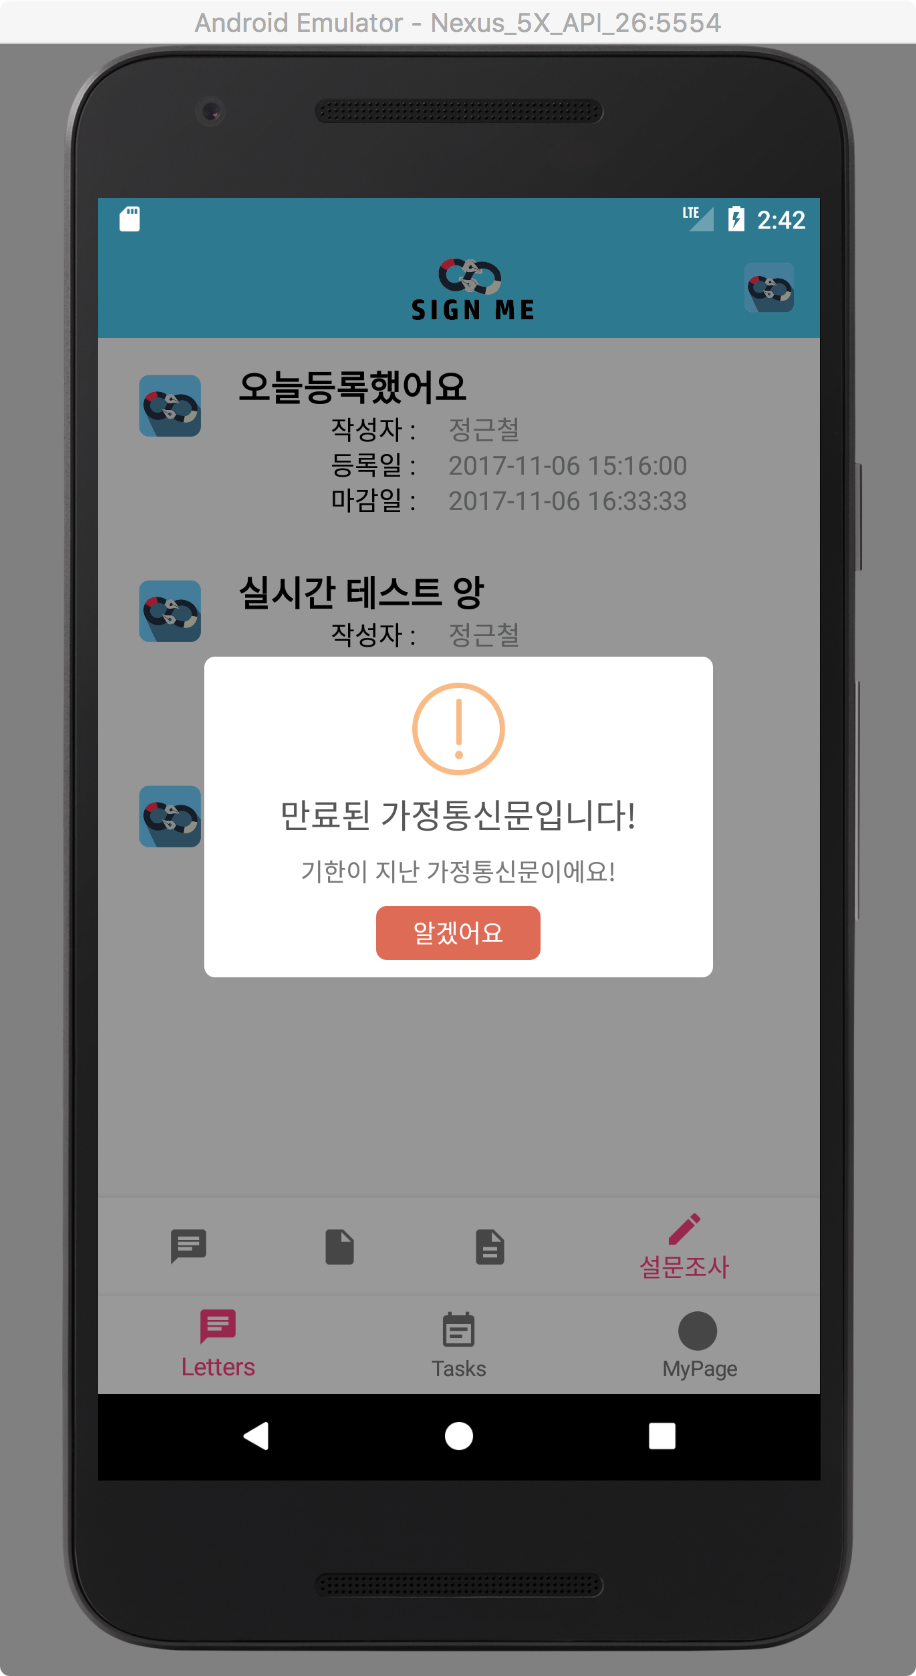 Android Emulator - Nexus_5X_API_26:5554
LTE 2:42
SIGN ME
오늘등록했어요
작성자 : 정근철
등록일 : 2017-11-06 15:16:00
마감일 : 2017-11-06 16:33:33
실시간 테스트 앙
작성자 : 정근철
만료된 가정통신문입니다!
기한이 지난 가정통신문이에요!
알겠어요
설문조사
Letters
Tasks
MyPage